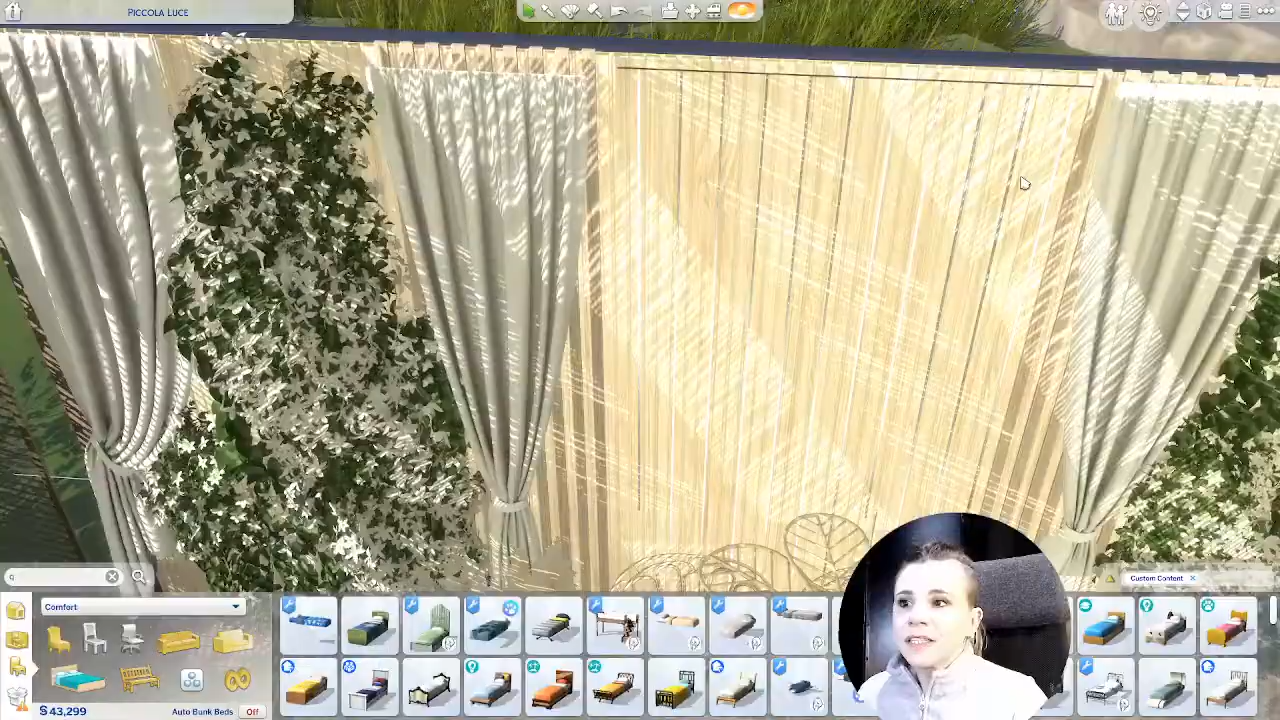 PICCOLA LUCE
q
Custom Content
Comfort
$43,299
Auto Bunk Beds Off